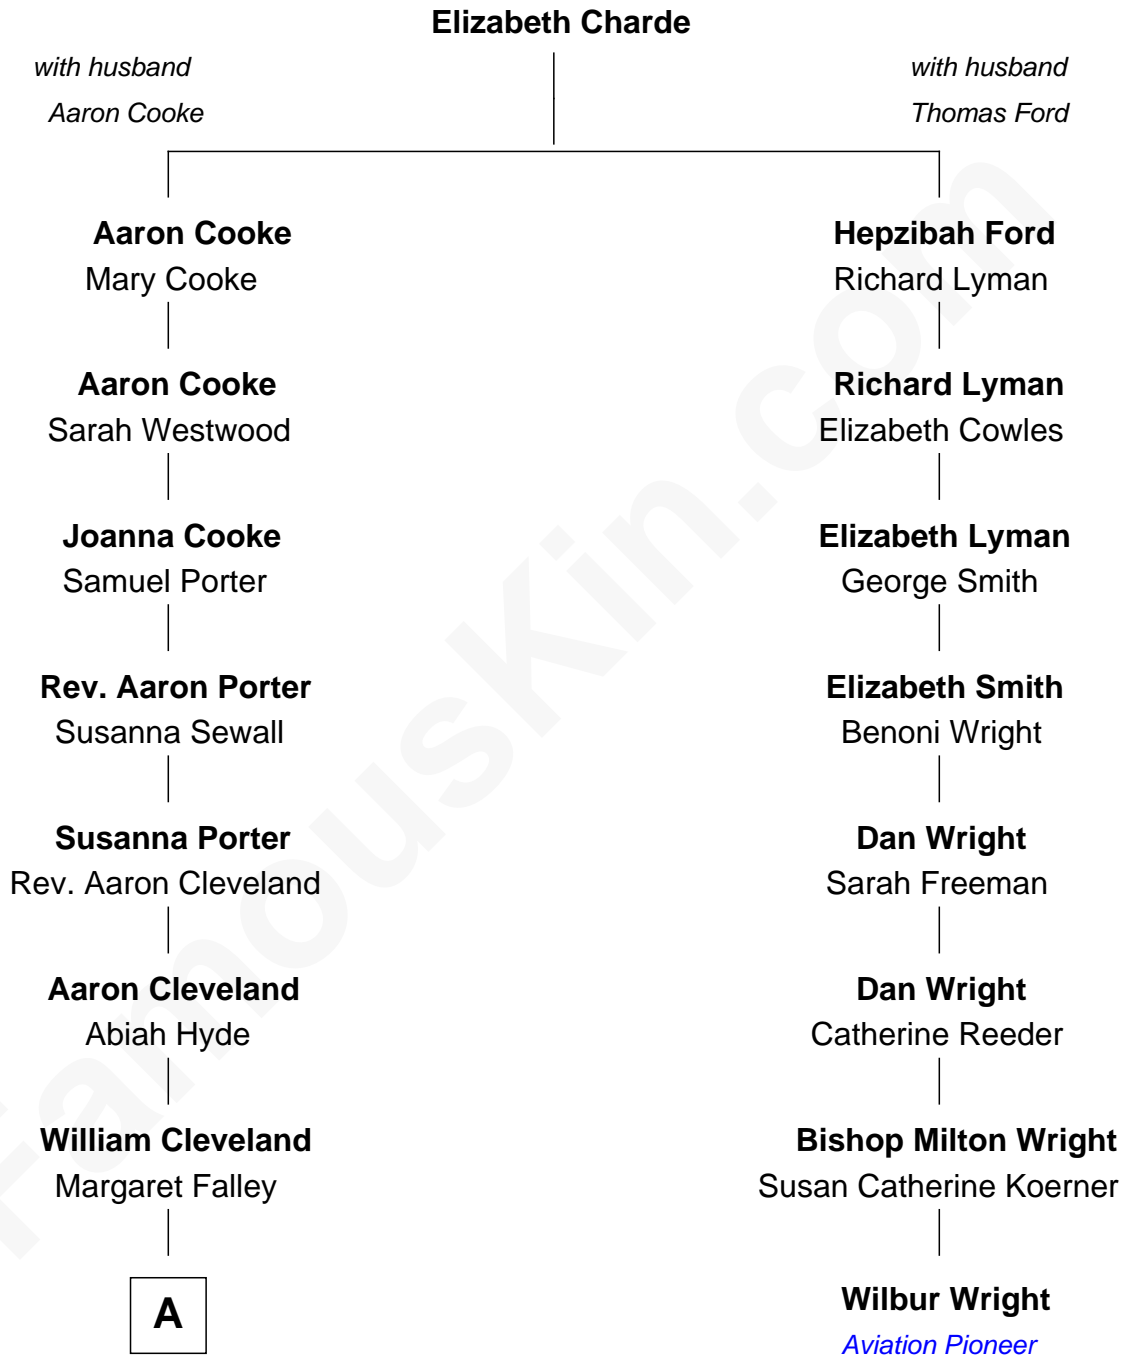 Elizabeth Charde
with husband
Aaron Cooke
with husband
Thomas Ford
Aaron Cooke
Mary Cooke
Hepzibah Ford
Richard Lyman
Aaron Cooke
Sarah Westwood
Richard Lyman
Elizabeth Cowles
Joanna Cooke
Samuel Porter
Elizabeth Lyman
George Smith
Rev. Aaron Porter
Susanna Sewall
Elizabeth Smith
Benoni Wright
Susanna Porter
Rev. Aaron Cleveland
Dan Wright
Sarah Freeman
Aaron Cleveland
Abiah Hyde
Dan Wright
Catherine Reeder
William Cleveland
Margaret Falley
Bishop Milton Wright
Susan Catherine Koerner
A
Wilbur Wright
Aviation Pioneer
FamousKin.com